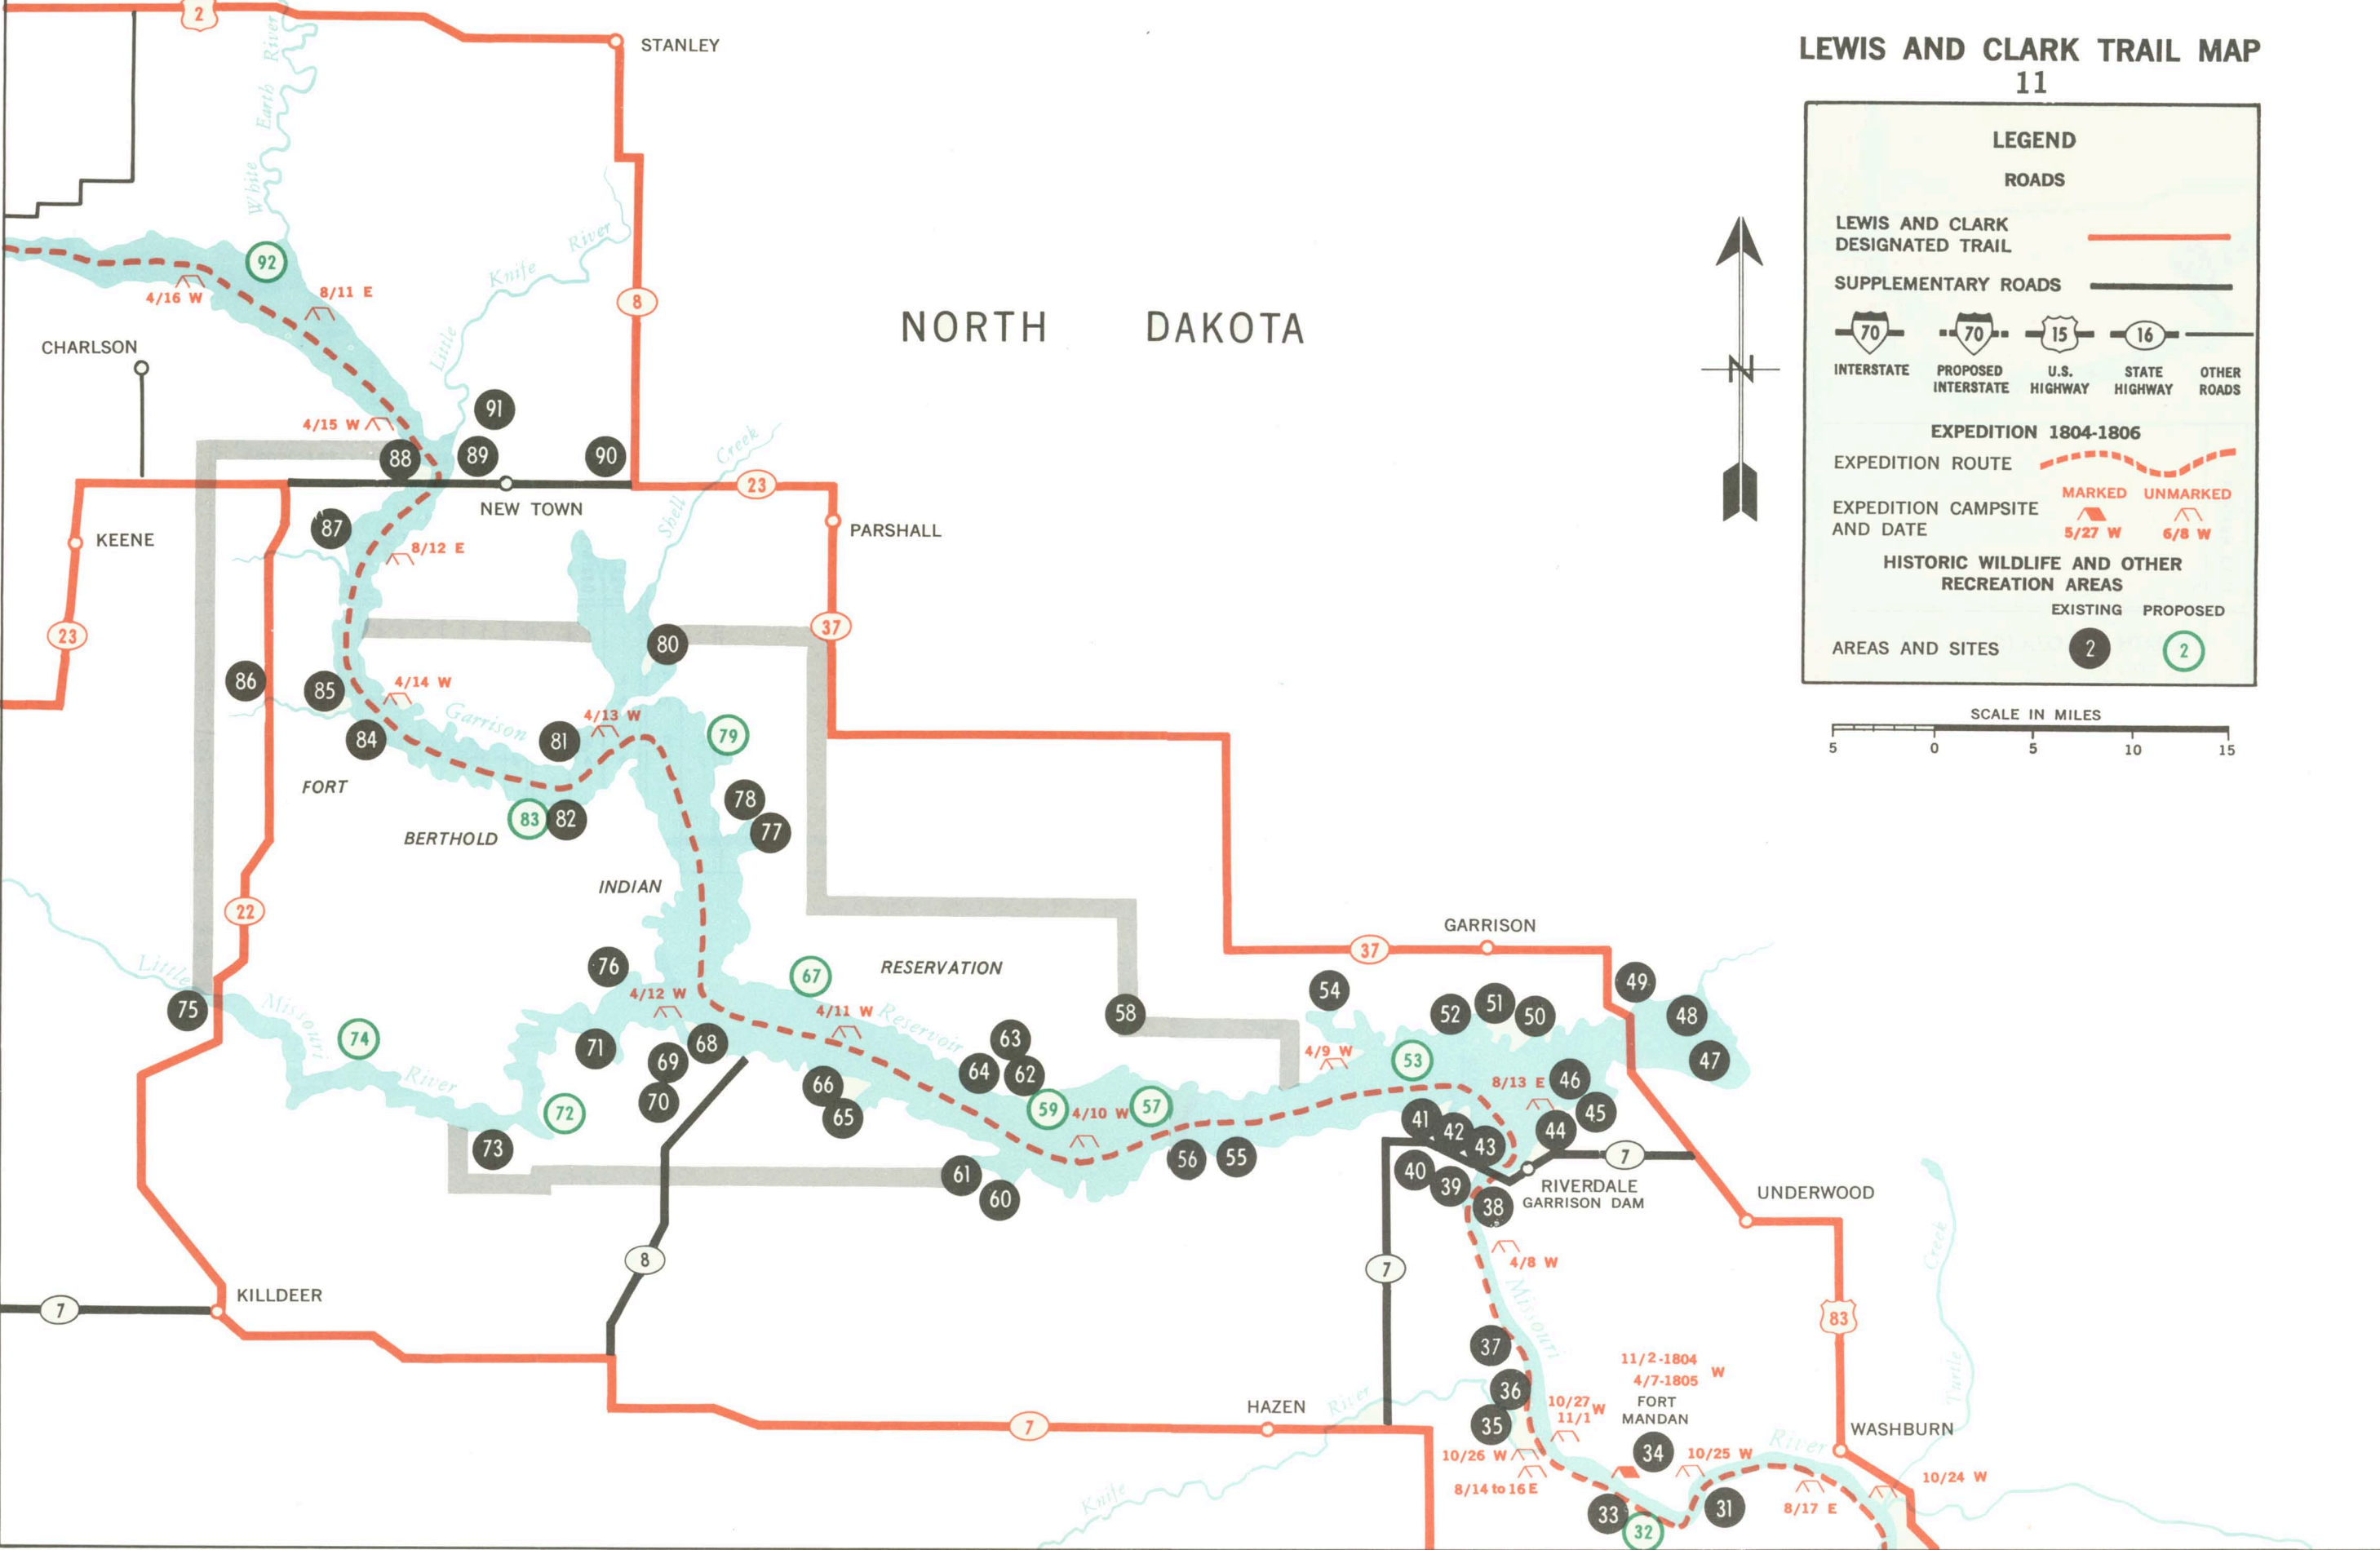 LEWIS AND CLARK TRAIL MAP
11
LEGEND
ROADS
LEWIS AND CLARK
DESIGNATED TRAIL
SUPPLEMENTARY ROADS
70
70
15
16
INTERSTATE
PROPOSED
INTERSTATE
U.S.
HIGHWAY
STATE
HIGHWAY
OTHER
ROADS
EXPEDITION 1804-1806
EXPEDITION ROUTE
MARKED
UNMARKED
EXPEDITION CAMPSITE
AND DATE
5/27 W
6/8 W
HISTORIC WILDLIFE AND OTHER
RECREATION AREAS
EXISTING
PROPOSED
AREAS AND SITES
2
2
SCALE IN MILES
5
0
5
10
15
N
NORTH DAKOTA
2
STANLEY
White Earth River
92
4/16 W
8/11 E
Little Knife River
8
CHARLSON
4/15 W
91
88
89
90
NEW TOWN
Shell Creek
23
PARSHALL
KEENE
87
8/12 E
23
37
80
86
85
4/14 W
84
Garrison
81
4/13 W
79
FORT
83
82
78
77
BERTHOLD
INDIAN
22
RESERVATION
GARRISON
37
Little
Missouri
River
75
74
76
4/12 W
67
4/11 W
Reservoir
71
69
68
70
72
73
66
65
64
63
62
58
59
4/10 W
57
61
60
56
55
54
4/9 W
53
52
51
50
49
48
47
8/13 E
46
45
44
41
42
43
40
39
38
7
RIVERDALE
GARRISON DAM
UNDERWOOD
4/8 W
Missouri
7
8
83
KILLDEER
7
7
HAZEN
Knife
River
37
36
35
10/27 W
11/1
11/2-1804
4/7-1805 W
FORT
MANDAN
34
10/26 W
8/14 to 16 E
10/25 W
River
WASHBURN
Turtle
Creek
10/24 W
8/17 E
33
32
31